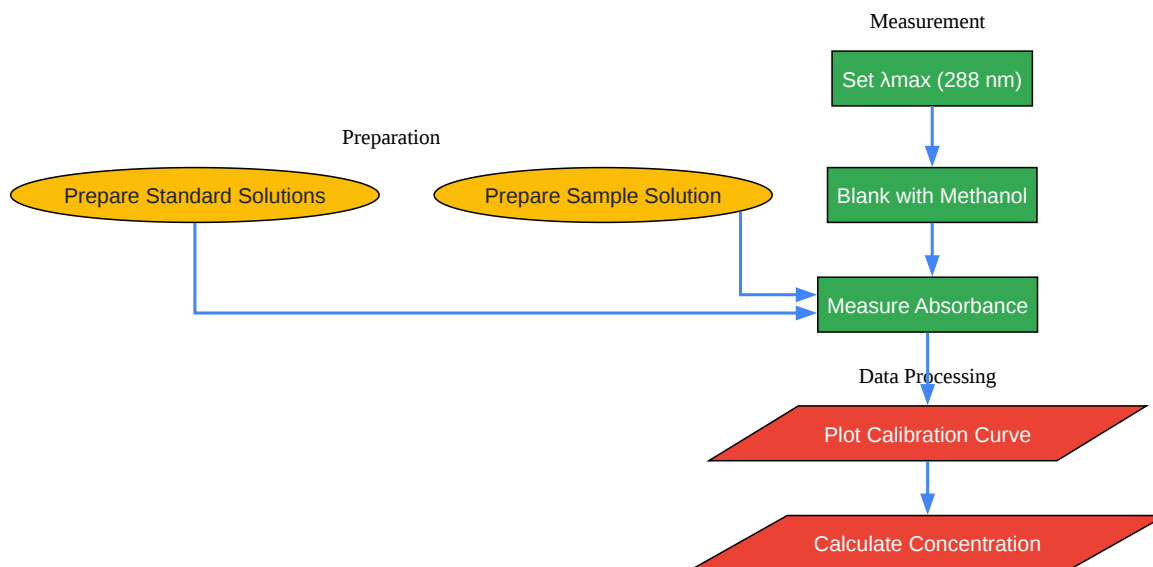 Measurement
Set λmax (288 nm)
Preparation
Prepare Standard Solutions
Prepare Sample Solution
Blank with Methanol
Measure Absorbance
Data Processing
Plot Calibration Curve
Calculate Concentration